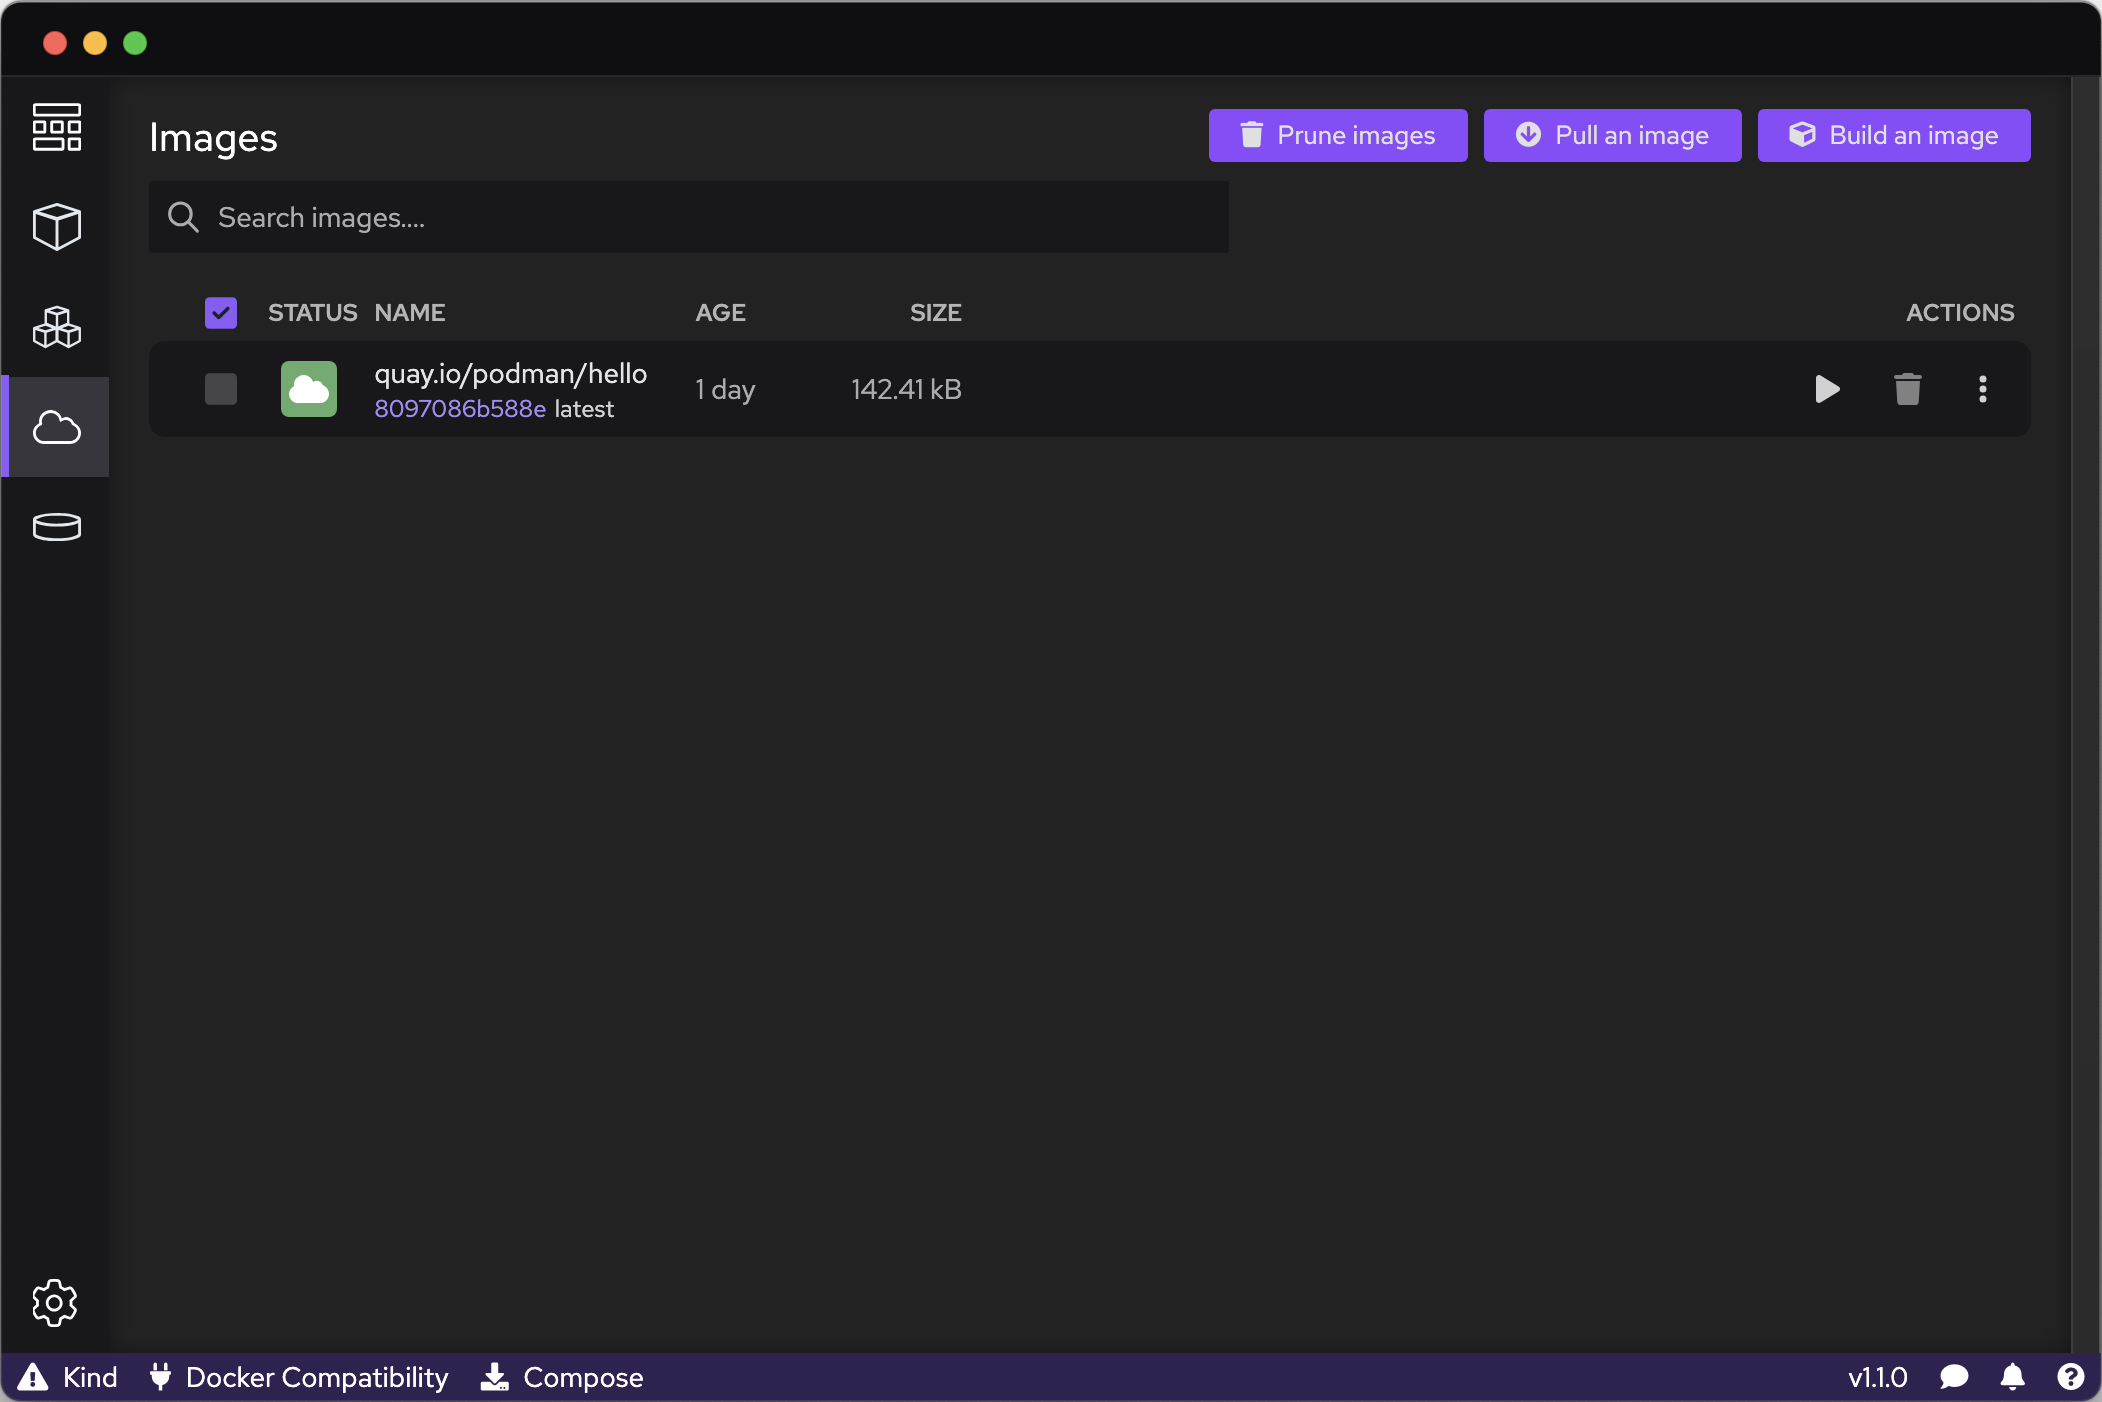 Images
Prune images
Pull an image
Build an image
Search images....
STATUS NAME AGE SIZE ACTIONS
quay.io/podman/hello
8097086b588e latest
1 day
142.41 kB
Kind
Docker Compatibility
Compose
v1.1.0